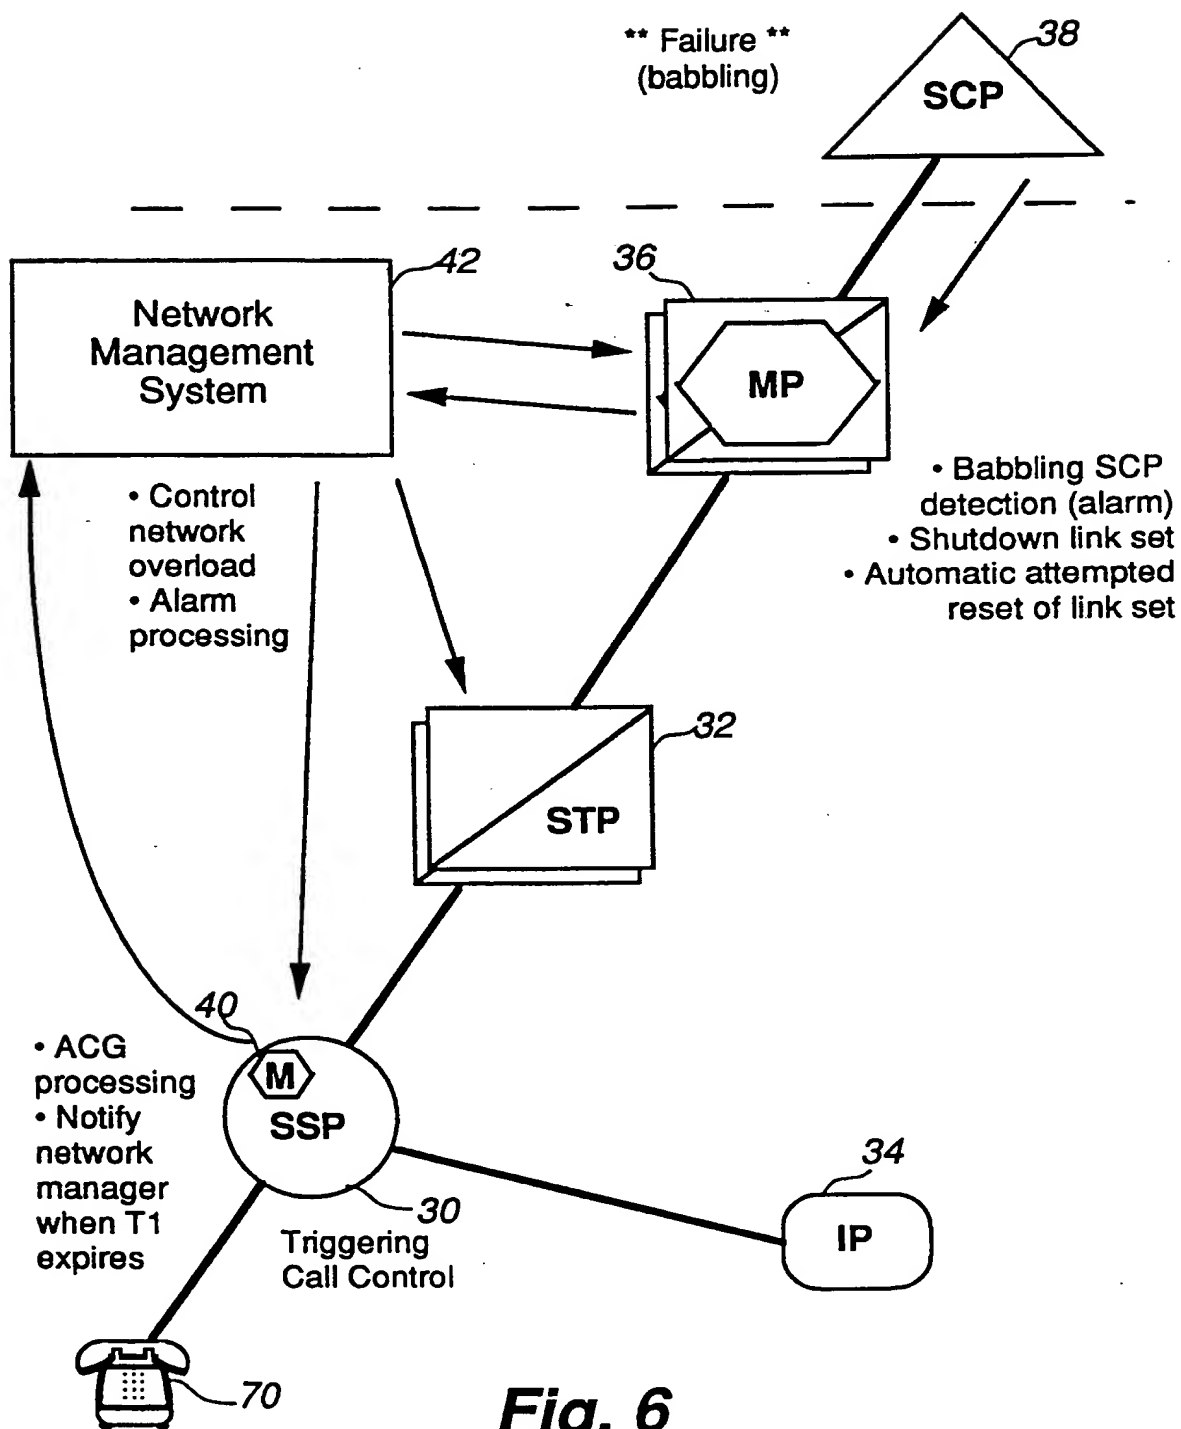 ** Failure **
(babbling)
38
SCP
42
36
Network
Management
System
MP
• Control
network
overload
• Alarm
processing
• Babbling SCP
detection (alarm)
• Shutdown link set
• Automatic attempted
reset of link set
32
STP
40
M
SSP
• ACG
processing
• Notify
network
manager
when T1
expires
30
Triggering
Call Control
34
IP
70
Fig. 6